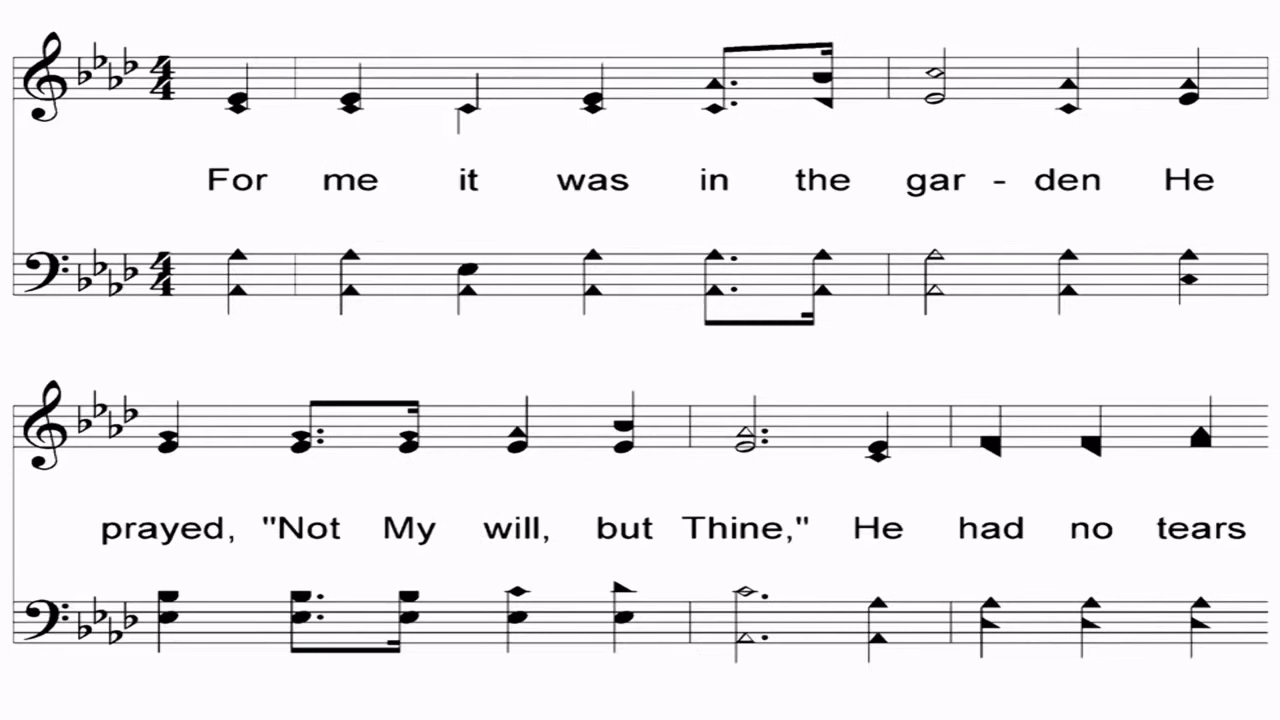 For me it was in the gar - den He
prayed, "Not My will, but Thine," He had no tears